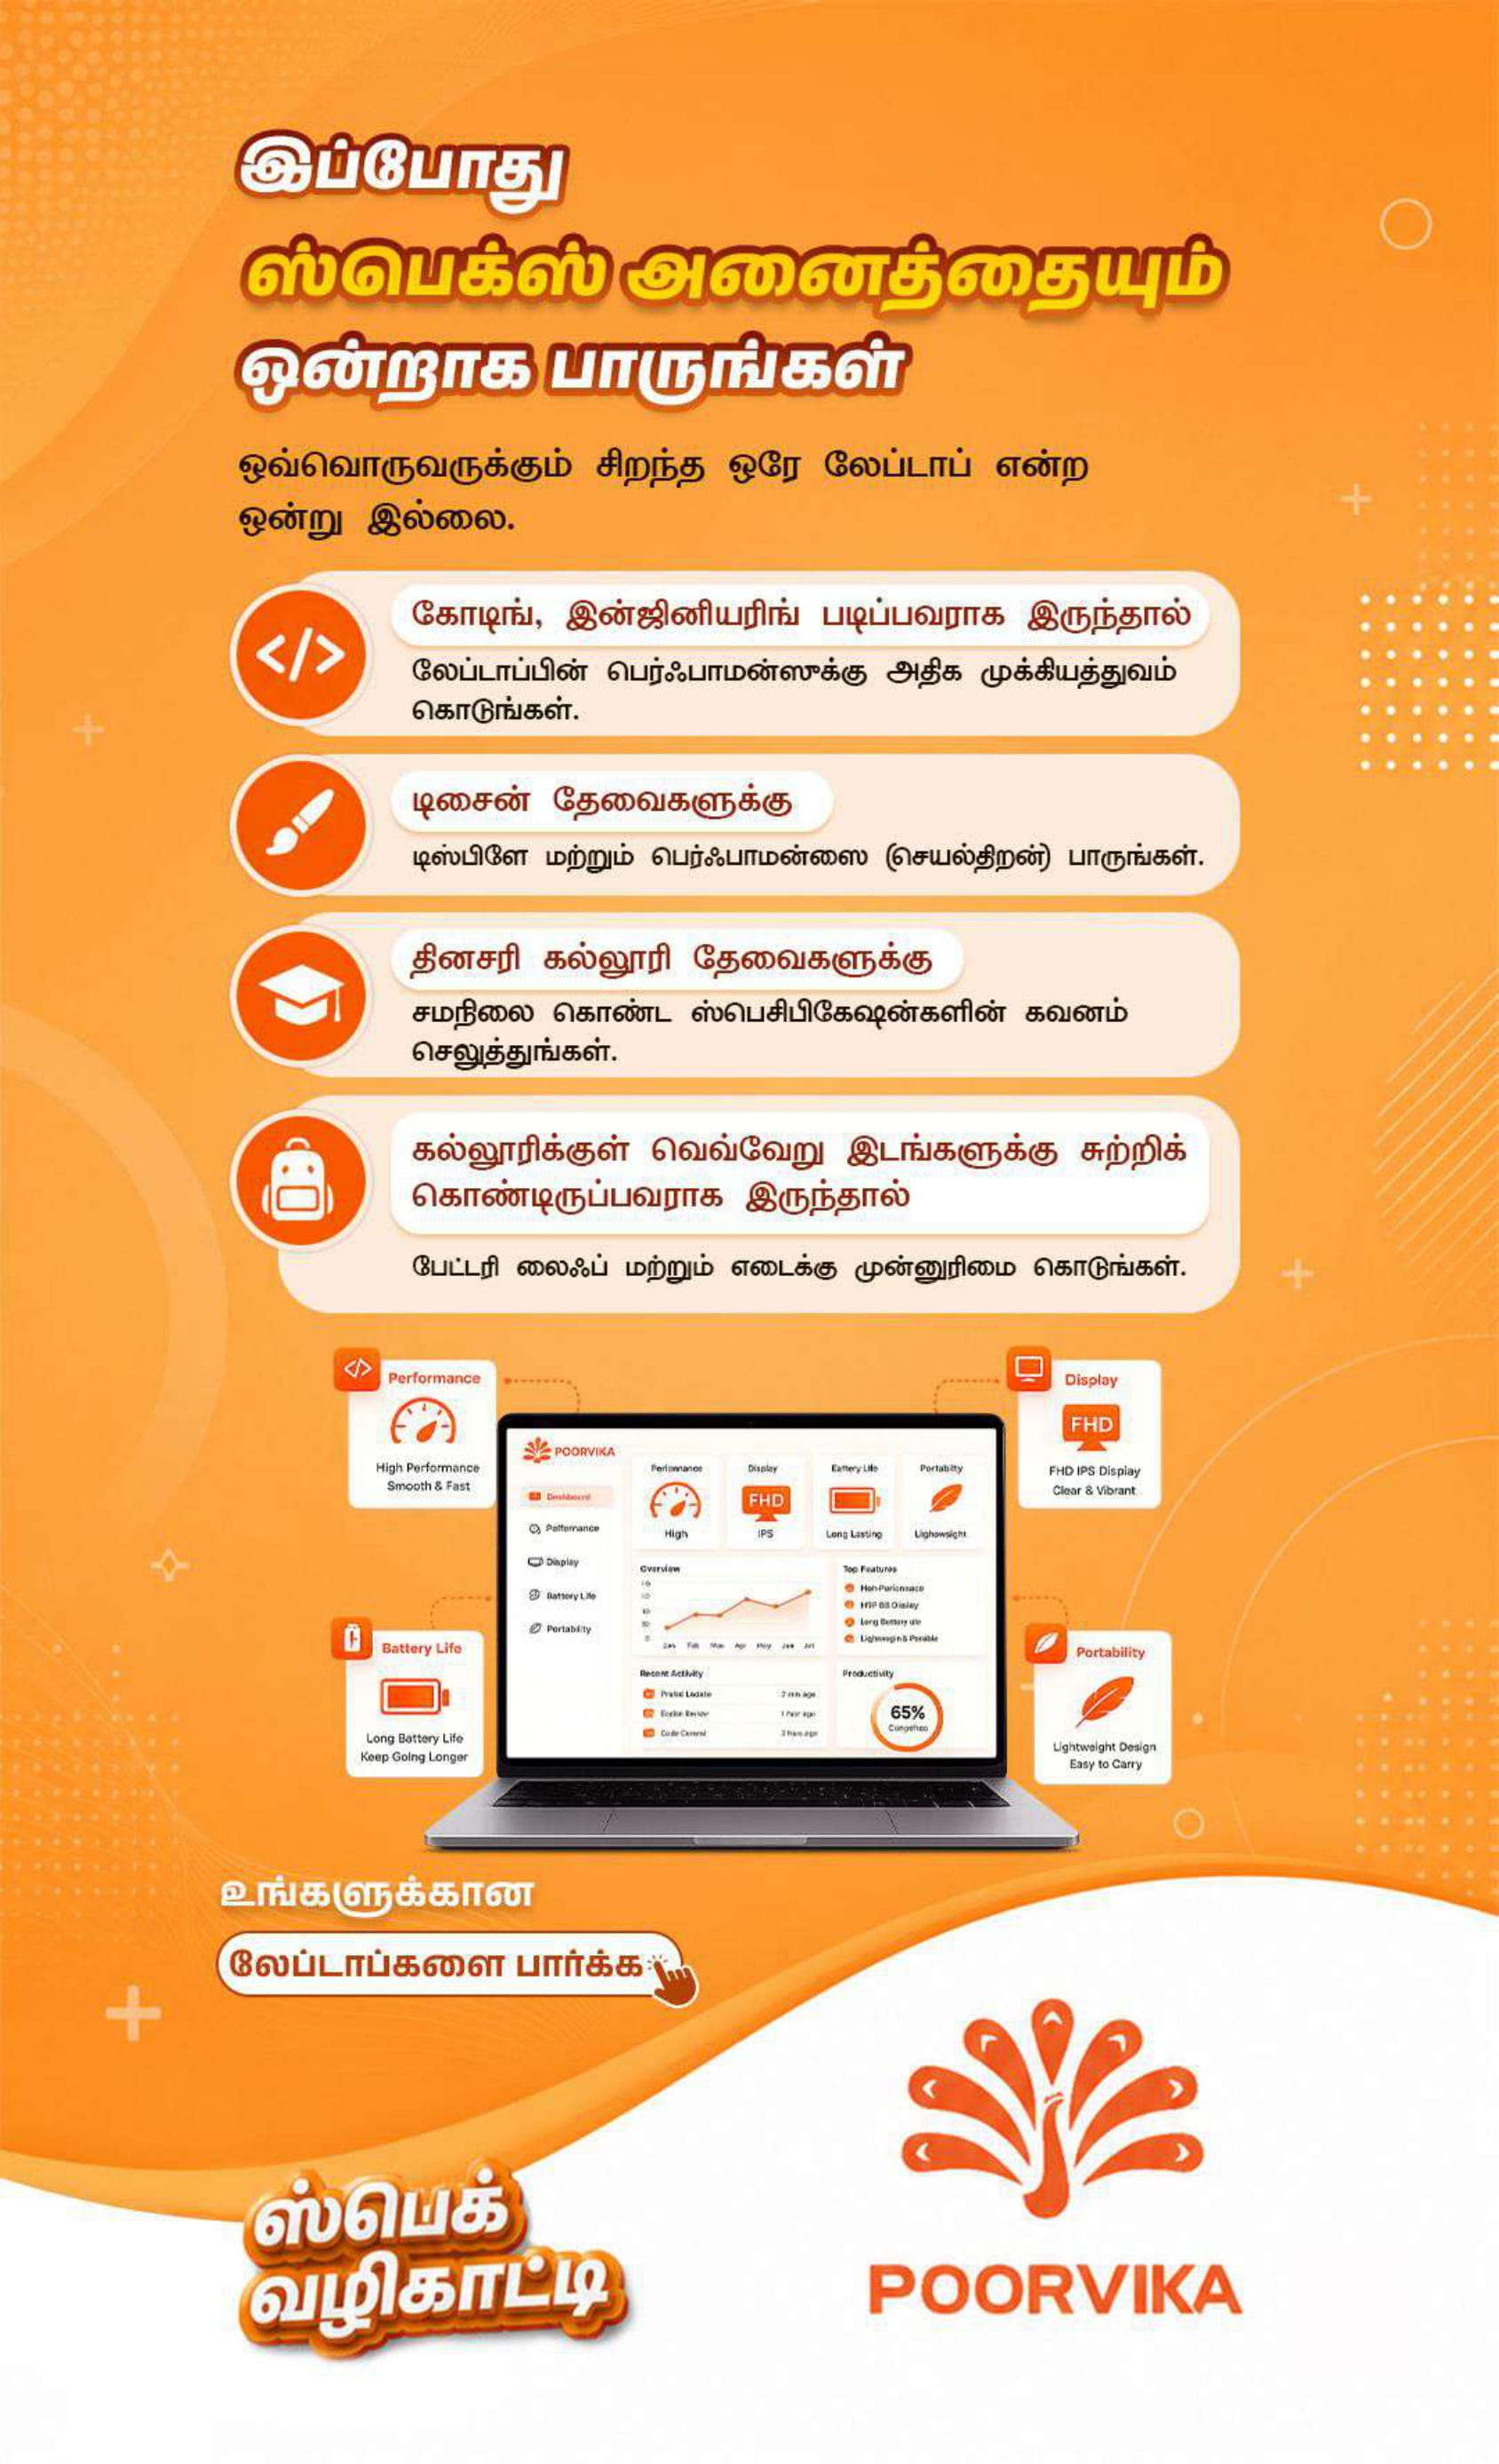 இப்போது
ஸ்பெக்ஸ் அனைத்தையும்
ஒன்றாக பாருங்கள்
ஒவ்வொருவருக்கும் சிறந்த ஒரே லேப்டாப் என்ற
ஒன்று இல்லை.
கோடிங், இன்ஜினியரிங் படிப்பவராக இருந்தால்
லேப்டாப்பின் பெர்ஃபாமன்ஸுக்கு அதிக முக்கியத்துவம்
கொடுங்கள்.
டிசைன் தேவைகளுக்கு
டிஸ்பிளே மற்றும் பெர்ஃபாமன்ஸை (செயல்திறன்) பாருங்கள்.
தினசரி கல்லூரி தேவைகளுக்கு
சமநிலை கொண்ட ஸ்பெசிபிகேஷன்களின் கவனம்
செலுத்துங்கள்.
கல்லூரிக்குள் வெவ்வேறு இடங்களுக்கு சுற்றிக்
கொண்டிருப்பவராக இருந்தால்
பேட்டரி லைஃப் மற்றும் எடைக்கு முன்னுரிமை கொடுங்கள்.
Performance
High Performance
Smooth & Fast
Display
FHD
FHD IPS Display
Clear & Vibrant
POORVIKA
Display
Portability
FHD
High
IPS
Long Lasting
Display
Battery Life
Portability
Overview
Top Features
Recent Activity
Productivity
65%
Battery Life
Long Battery Life
Keep Going Longer
Portability
Lightweight Design
Easy to Carry
உங்களுக்கான
லேப்டாப்களை பார்க்க
ஸ்பெக்
வழிகாட்டி
POORVIKA